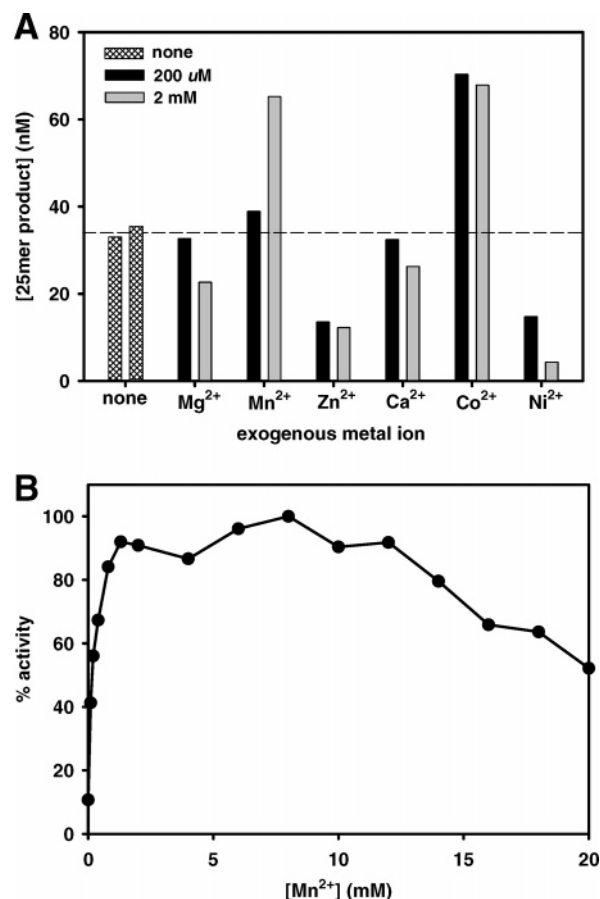 A
80
none
200 uM
2 mM
60
40
20
0
[25mer product] (nM)
none Mg2+ Mn2+ Zn2+ Ca2+ Co2+ Ni2+
exogenous metal ion
B
100
80
60
40
20
0
% activity
0 5 10 15 20
[Mn2+] (mM)